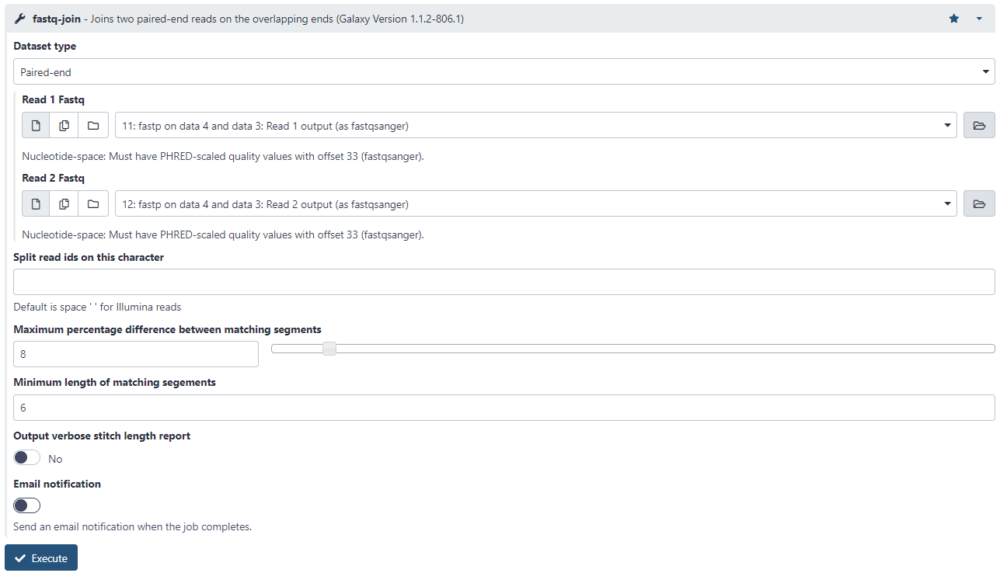 fastq-join - Joins two paired-end reads on the overlapping ends (Galaxy Version 1.1.2-806.1)
Dataset type
Paired-end
Read 1 Fastq
11: fastp on data 4 and data 3: Read 1 output (as fastqsanger)
Nucleotide-space: Must have PHRED-scaled quality values with offset 33 (fastqsanger).
Read 2 Fastq
12: fastp on data 4 and data 3: Read 2 output (as fastqsanger)
Nucleotide-space: Must have PHRED-scaled quality values with offset 33 (fastqsanger).
Split read ids on this character
Default is space ' ' for Illumina reads
Maximum percentage difference between matching segments
8
Minimum length of matching segements
6
Output verbose stitch length report
No
Email notification
Send an email notification when the job completes.
Execute